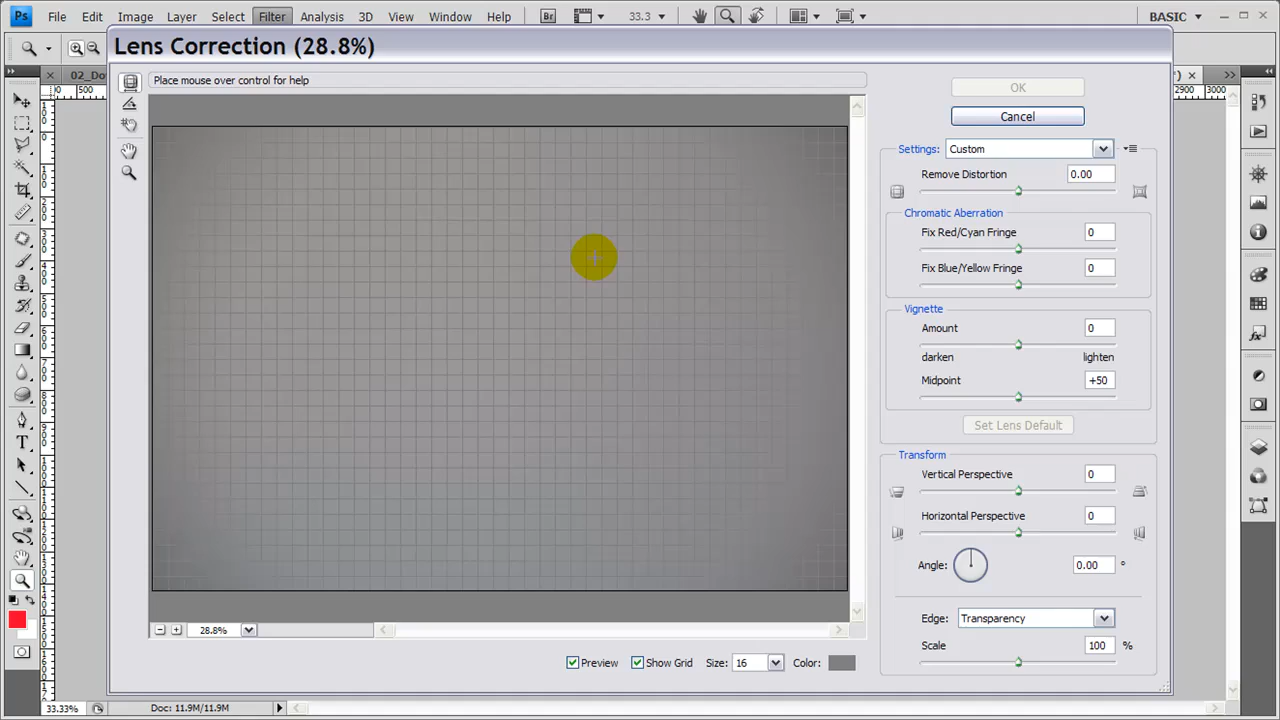 Ps File Edit Image Layer Select Filter Analysis 3D View Window Help Br 33.3 BASIC
02_Do *)
Lens Correction (28.8%)
Place mouse over control for help
OK
Cancel
Settings: Custom
Remove Distortion 0.00
Chromatic Aberration
Fix Red/Cyan Fringe 0
Fix Blue/Yellow Fringe 0
Vignette
Amount 0
darken lighten
Midpoint +50
Set Lens Default
Transform
Vertical Perspective 0
Horizontal Perspective 0
Angle: 0.00 °
Edge: Transparency
Scale 100 %
28.8%
Preview Show Grid Size: 16 Color:
33.33% Doc: 11.9M/11.9M